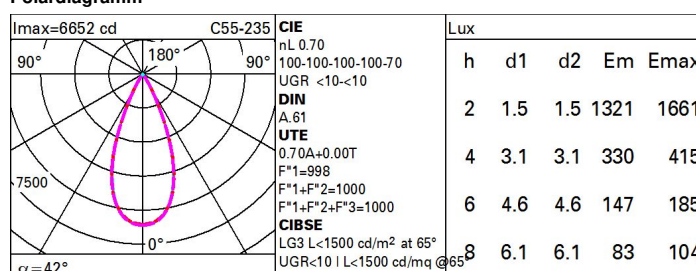 Polardiagramm
Imax=6652 cd C55-235
90° 180° 90°
7500
0°
α=42°
CIE
nL 0.70
100-100-100-100-70
UGR <10-<10
DIN
A.61
UTE
0.70A+0.00T
F"1=998
F"1+F"2=1000
F"1+F"2+F"3=1000
CIBSE
LG3 L<1500 cd/m² at 65°
UGR<10 | L<1500 cd/mq @65°
Lux
h d1 d2 Em Emax
2 1.5 1.5 1321 1661
4 3.1 3.1 330 415
6 4.6 4.6 147 185
8 6.1 6.1 83 104